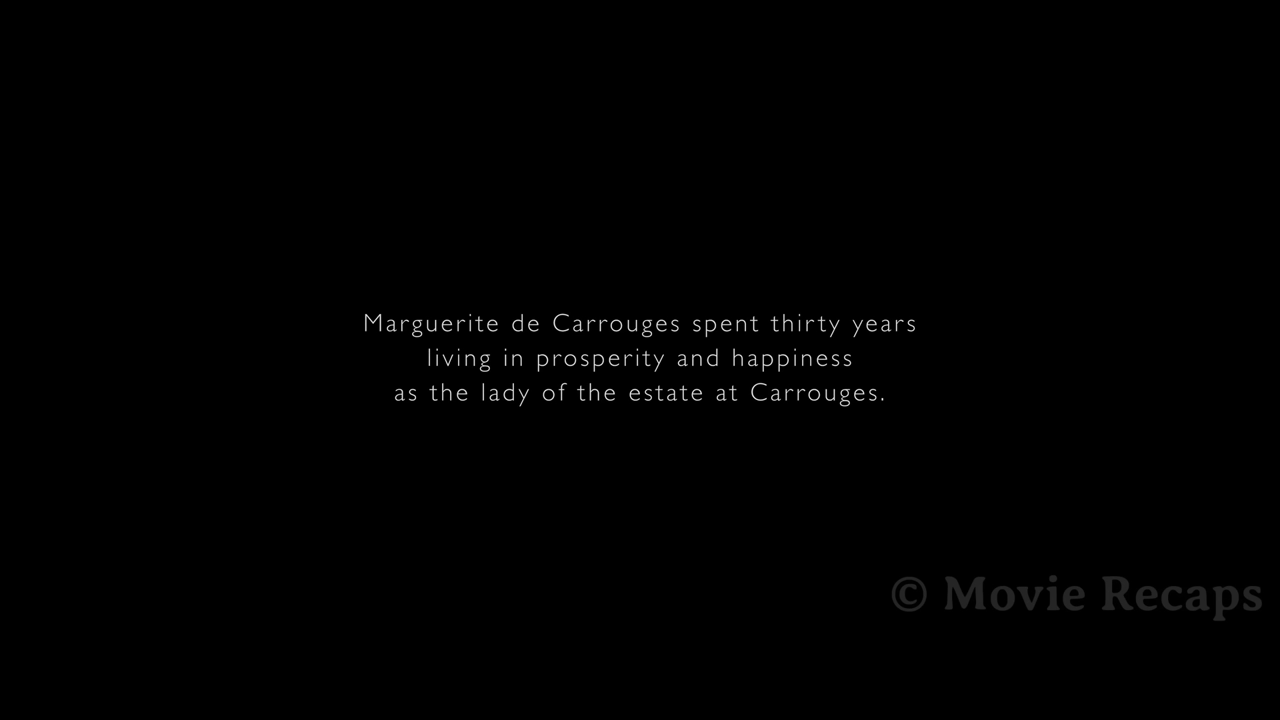 Marguerite de Carrouges spent thirty years
living in prosperity and happiness
as the lady of the estate at Carrouges.
© Movie Recaps